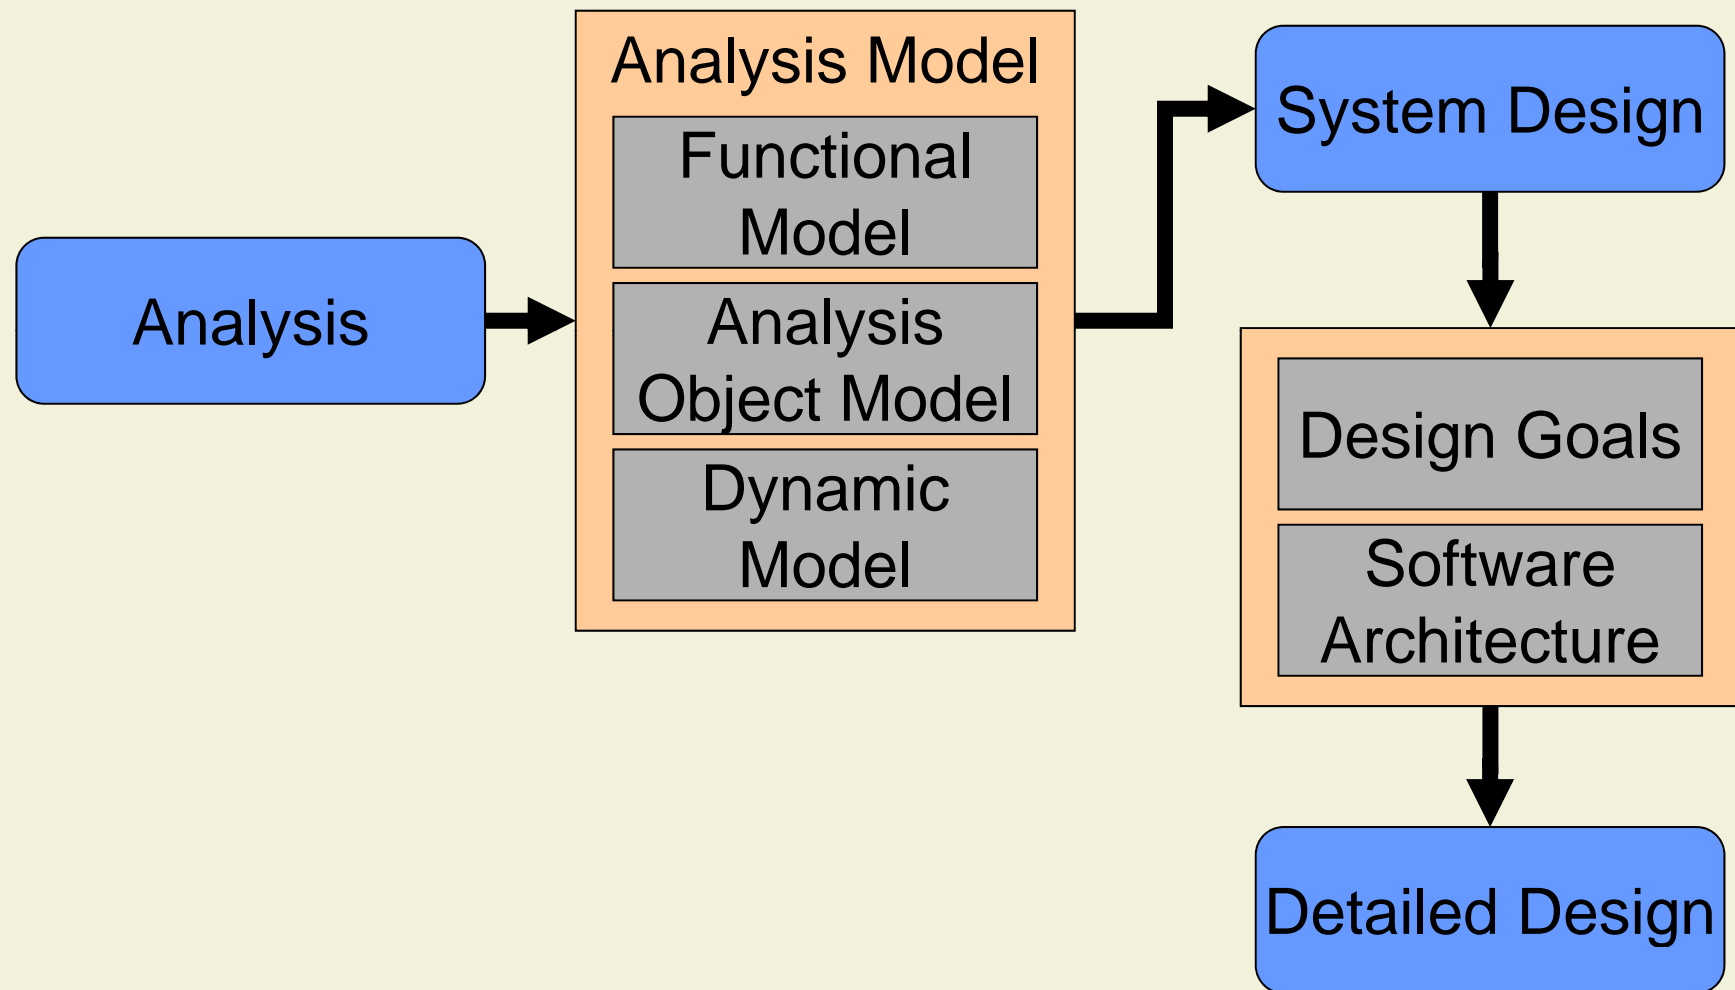 Analysis
Analysis Model
Functional
Model
Analysis
Object Model
Dynamic
Model
System Design
Design Goals
Software
Architecture
Detailed Design